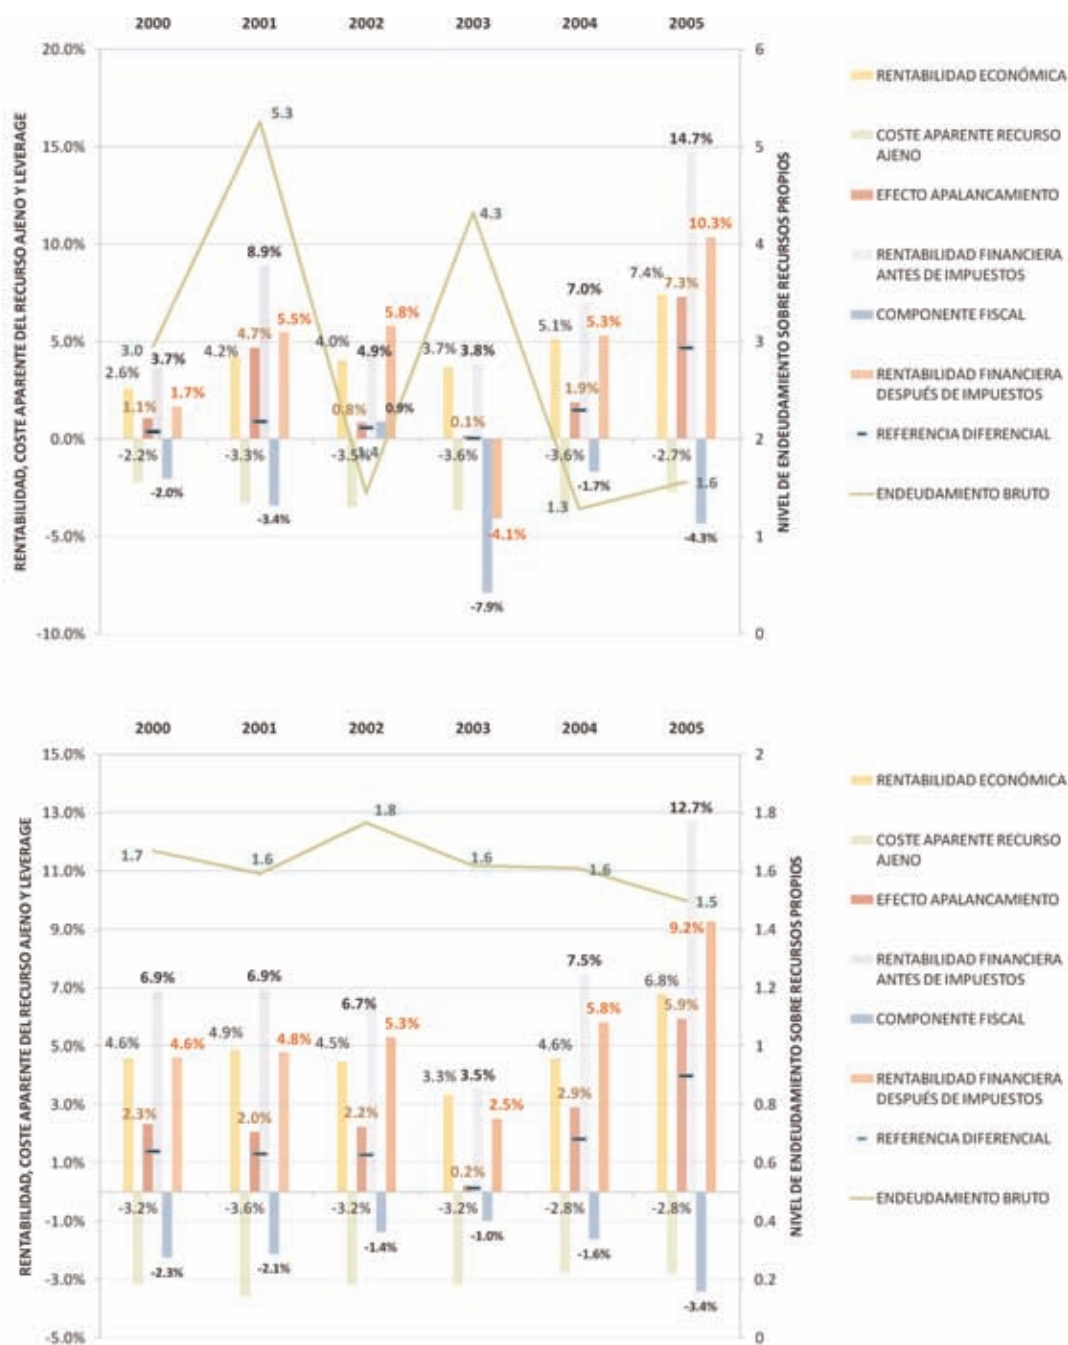 2000 2001 2002 2003 2004 2005
20.0% 6
RENTABILIDAD ECONÓMICA
5.3
15.0% 14.7% 5
COSTE APARENTE RECURSO
AJENO
EFECTO APALANCAMIENTO
4.3 10.3%
10.0% 4
8.9%
RENTABILIDAD FINANCIERA
ANTES DE IMPUESTOS
7.4% 7.3%
7.0%
COMPONENTE FISCAL
5.5% 5.8%
5.0% 3.0 3.7% 4.2% 4.7% 4.0% 4.9% 3.7% 3.8% 5.1% 5.3% 3
2.6%
RENTABILIDAD FINANCIERA
DESPUÉS DE IMPUESTOS
1.1% 1.7% 0.8% 0.9% 0.1% 1.9%
0.0% 2
REFERENCIA DIFERENCIAL
-2.2% -3.3% -3.5% 1.4 -3.6% -3.6% -2.7%
-2.0% -1.7% 1.6
ENDEUDAMIENTO BRUTO
-3.4% 1.3 -4.3%
-5.0% -4.1% 1
-7.9%
-10.0% 0
RENTABILIDAD, COSTE APARENTE DEL RECURSO AJENO Y LEVERAGE
NIVEL DE ENDEUDAMIENTO SOBRE RECURSOS PROPIOS
2000 2001 2002 2003 2004 2005
15.0% 2
RENTABILIDAD ECONÓMICA
13.0% 1.8 12.7% 1.8
COSTE APARENTE RECURSO
AJENO
1.7 1.6 1.6 1.6
11.0% 1.6
EFECTO APALANCAMIENTO
1.5
9.0% 9.2% 1.4
RENTABILIDAD FINANCIERA
ANTES DE IMPUESTOS
6.9% 6.9% 6.7% 7.5% 6.8%
7.0% 1.2
COMPONENTE FISCAL
4.6% 4.6% 4.9% 4.8% 4.5% 5.3% 4.6% 5.8% 5.9%
5.0% 1
RENTABILIDAD FINANCIERA
DESPUÉS DE IMPUESTOS
3.3% 3.5%
3.0% 2.3% 2.0% 2.2% 2.5% 2.9% 0.8
REFERENCIA DIFERENCIAL
1.0% 0.2% 0.6
ENDEUDAMIENTO BRUTO
-3.2% -3.6% -3.2% -3.2% -2.8% -2.8%
-1.0% 0.4
-2.3% -2.1% -1.4% -1.0% -1.6%
-3.0% 0.2
-3.4%
-5.0% 0
RENTABILIDAD, COSTE APARENTE DEL RECURSO AJENO Y LEVERAGE
NIVEL DE ENDEUDAMIENTO SOBRE RECURSOS PROPIOS